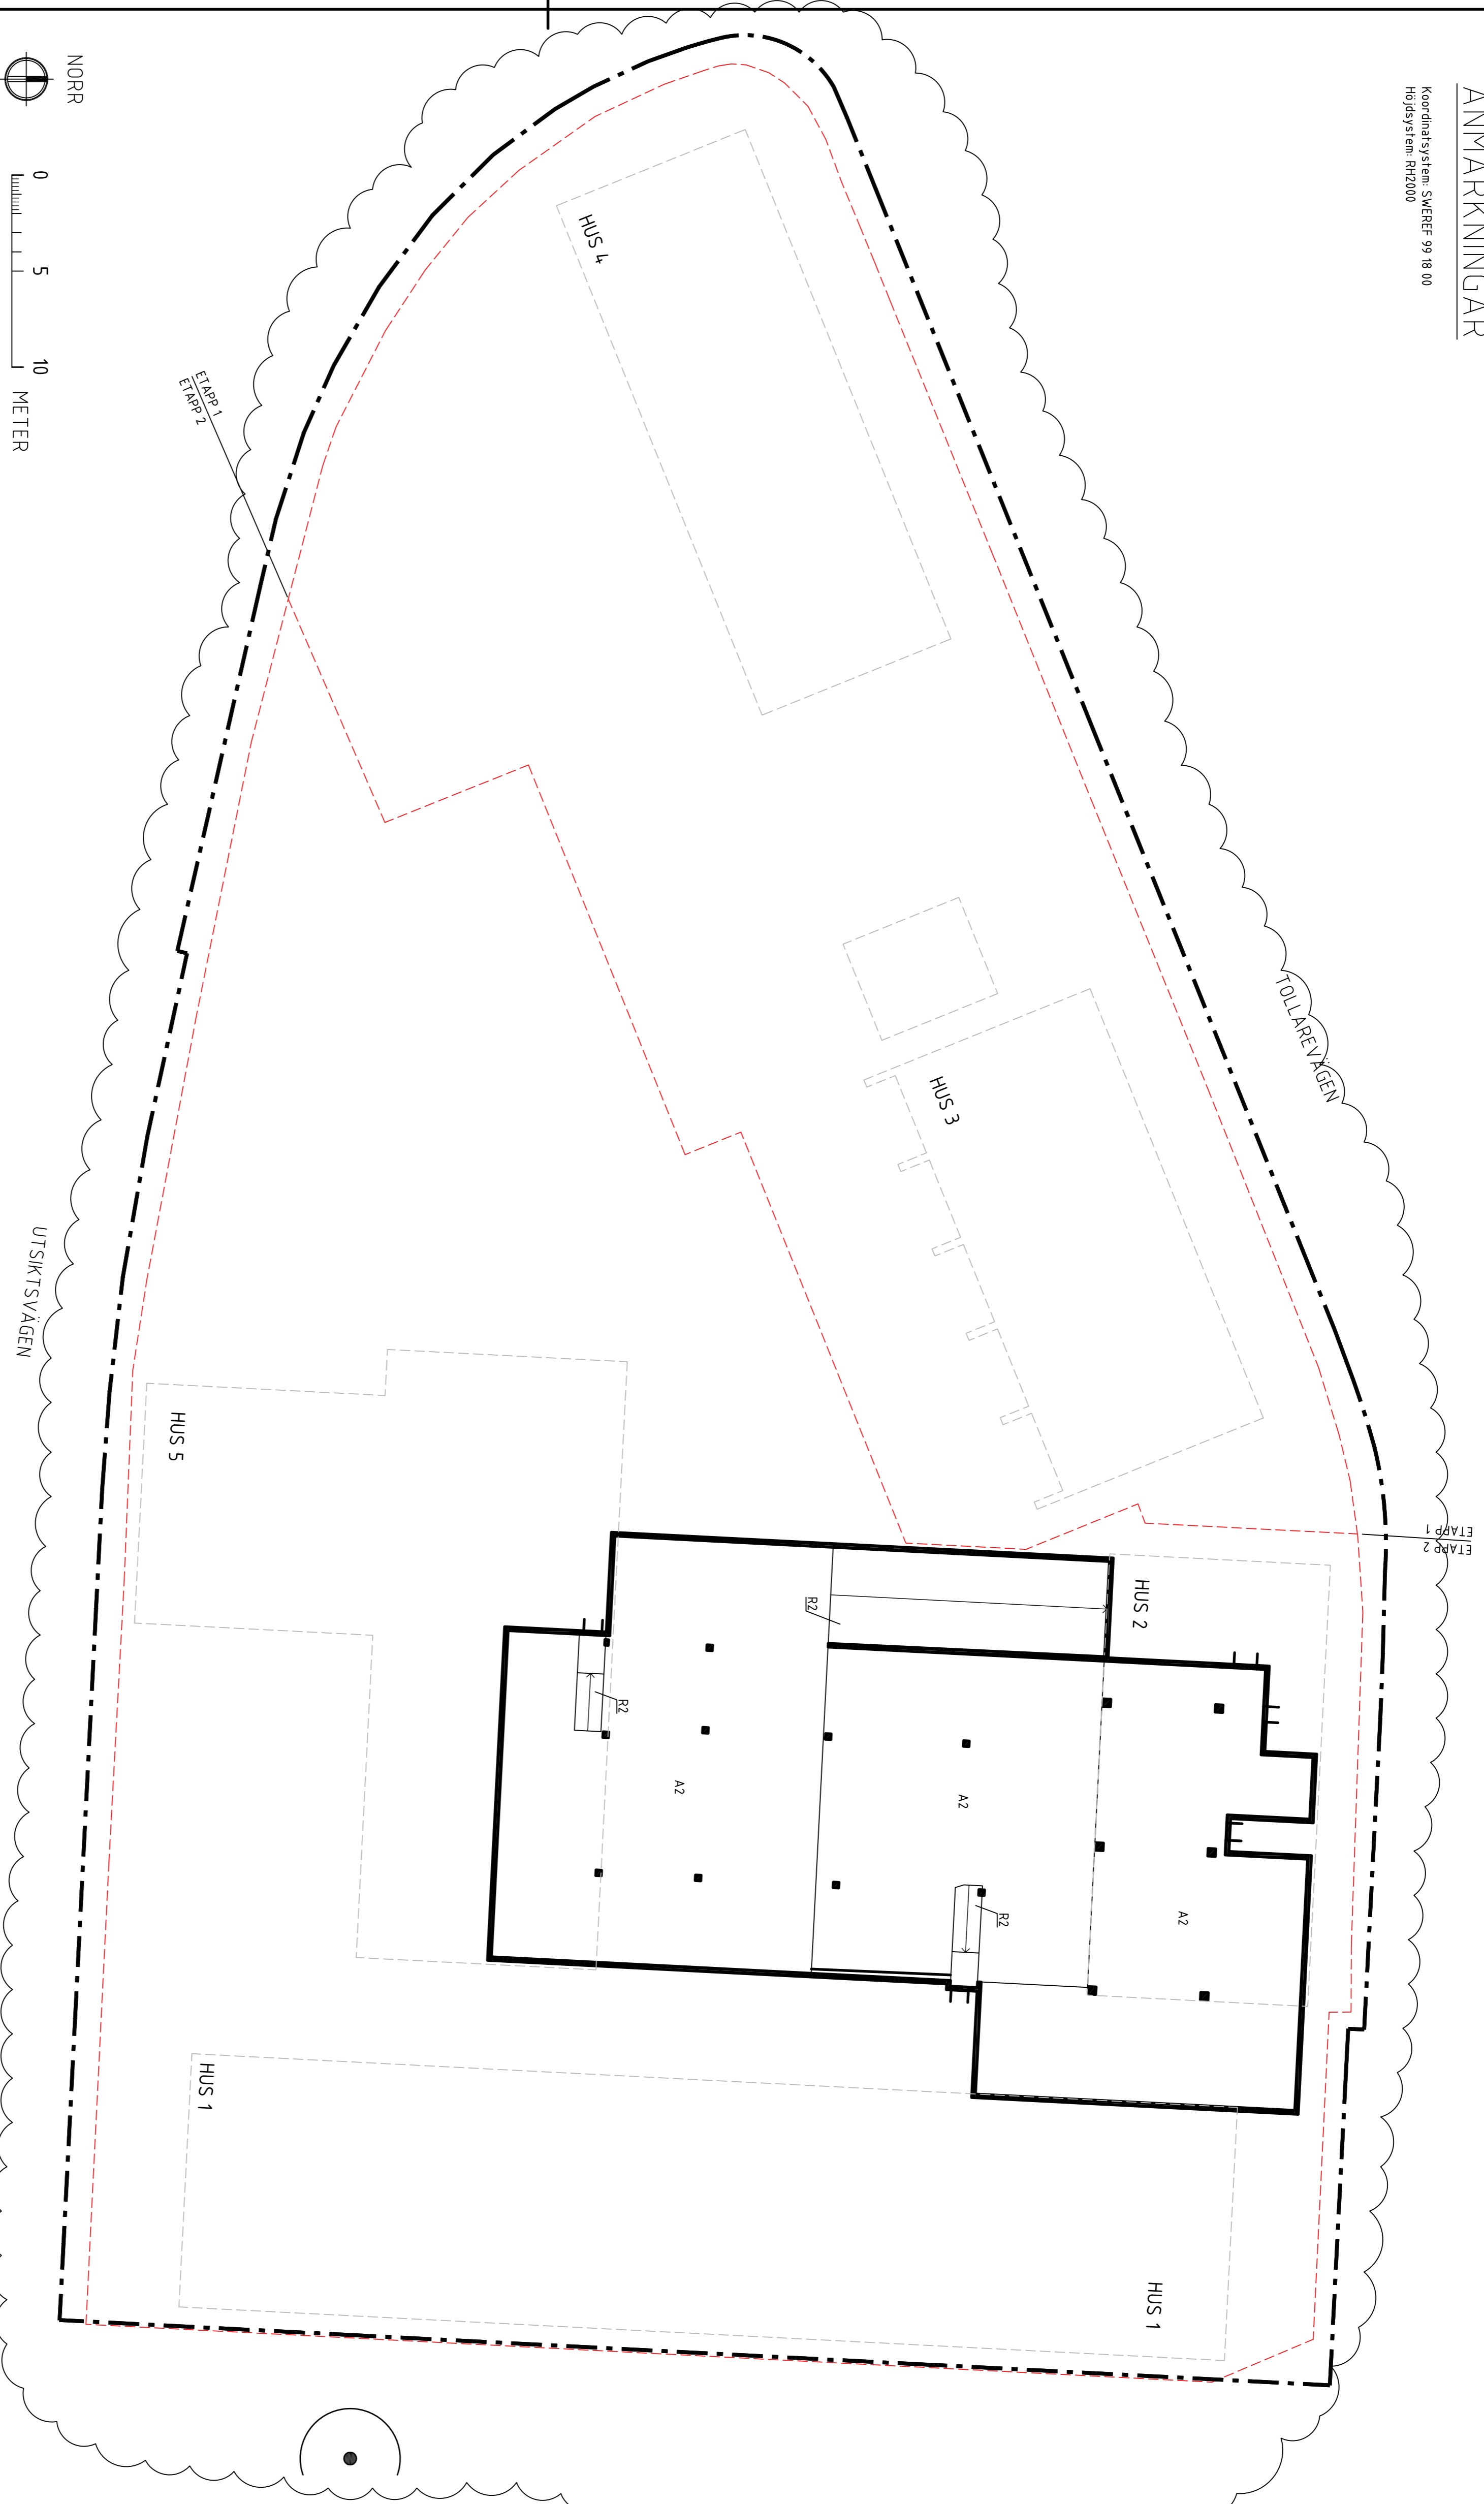 ANMÄRKNINGAR
Koordinatsystem: SWEREF 99 18 00
Höjdsystem: RH2000
NORR
0 5 10 METER
HUS 4
ETAPP 1
ETAPP 2
TOLLAREVÄGEN
HUS 3
UTSIKTSVÄGEN
HUS 5
ETAPP 1
ETAPP 2
HUS 2
R2
R2
A2
A2
A2
R2
HUS 1
HUS 1